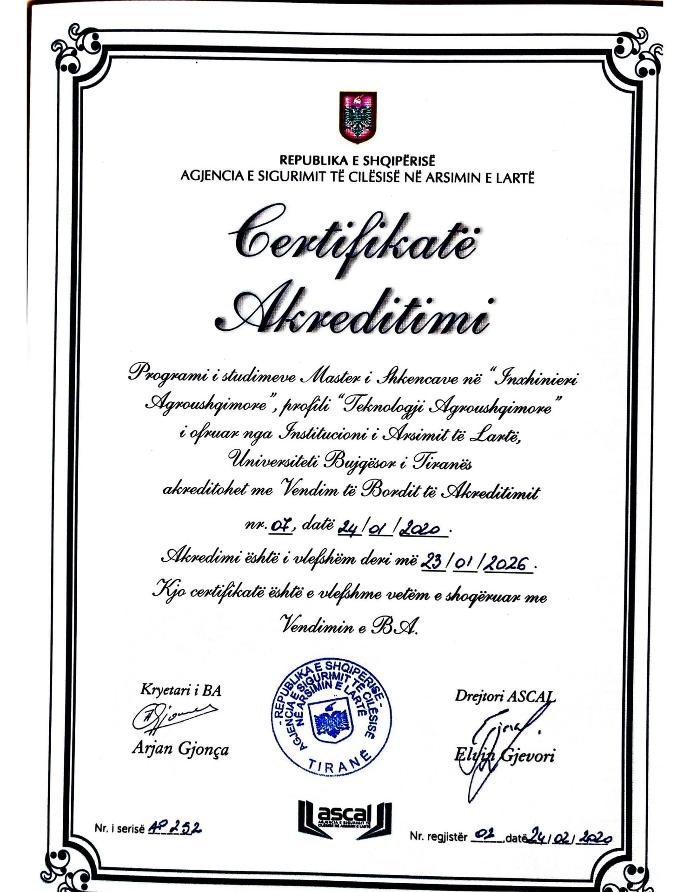 REPUBLIKA E SHQIPËRISË
AGJENCIA E SIGURIMIT TË CILËSISË NË ARSIMIN E LARTË
Certifikatë
Akreditimi
Programi i studimeve Master i Shkencave në “Inxhinieri
Agroushqimore”, profili “Teknologji Agroushqimore”
i ofruar nga Institucioni i Arsimit të Lartë,
Universiteti Bujqësor i Tiranës
akreditohet me Vendim të Bordit të Akreditimit
nr. 07, datë 24/01/2020.
Akredimi është i vlefshëm deri më 23/01/2026.
Kjo certifikatë është e vlefshme vetëm e shoqëruar me
Vendimin e BA.
Kryetari i BA
Arjan Gjonça
REPUBLIKA E SHQIPERISE
AGJENCIA E SIGURIMIT TË CILËSISË
NË ARSIMIN E LARTË
TIRANË
Drejtori ASCAL
Elvin Gjevori
ascal
Nr. i serisë AP 252
Nr. regjistër 02 datë 24/02/2020